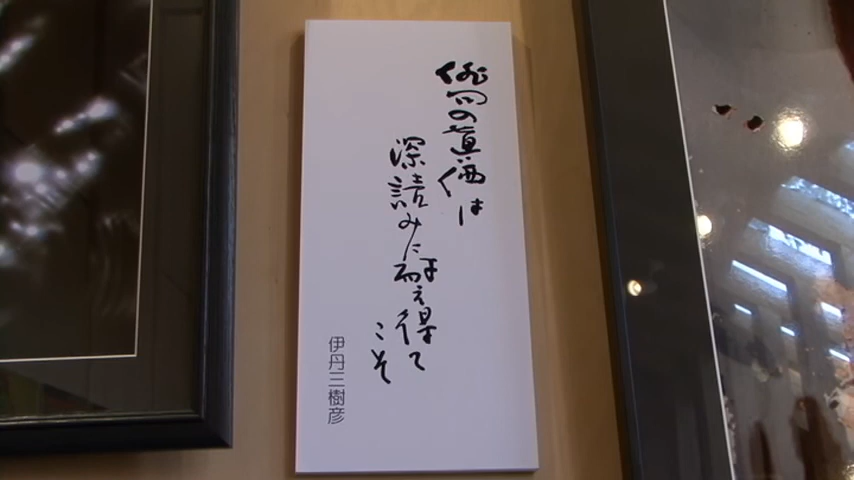 俳句の真価は
深読みに耐え得て
こそ
伊丹三樹彦